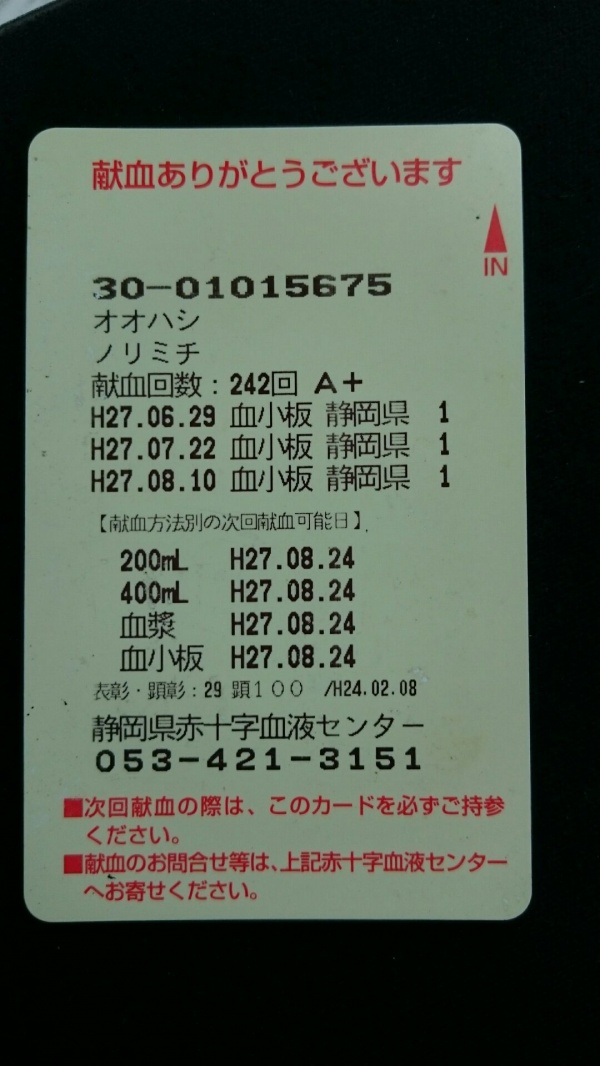 献血ありがとうございます
IN
30-01015675
オオハシ
ノリミチ
献血回数：242回 A+
H27.06.29 血小板 静岡県 1
H27.07.22 血小板 静岡県 1
H27.08.10 血小板 静岡県 1
【献血方法別の次回献血可能日】
200mL H27.08.24
400mL H27.08.24
血漿 H27.08.24
血小板 H27.08.24
表彰・顕彰：29 顕100 /H24.02.08
静岡県赤十字血液センター
053-421-3151
■次回献血の際は、このカードを必ずご持参
ください。
■献血のお問合せ等は、上記赤十字血液センター
へお寄せください。